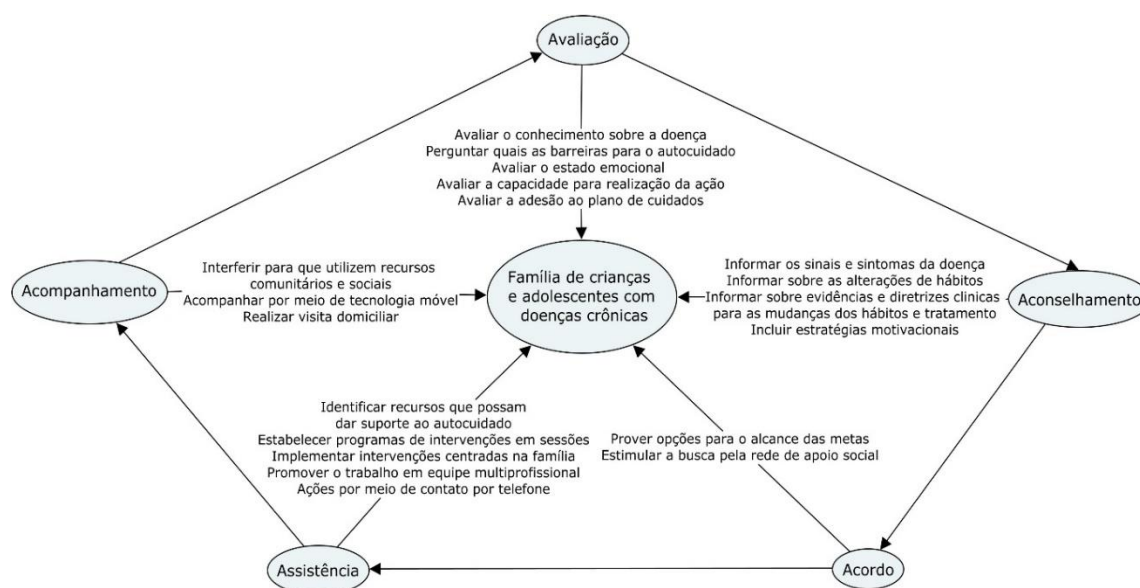 Avaliação
Avaliar o conhecimento sobre a doença
Perguntar quais as barreiras para o autocuidado
Avaliar o estado emocional
Avaliar a capacidade para realização da ação
Avaliar a adesão ao plano de cuidados
Acompanhamento
Interferir para que utilizem recursos
comunitários e sociais
Acompanhar por meio de tecnologia móvel
Realizar visita domiciliar
Família de crianças
e adolescentes com
doenças crônicas
Informar os sinais e sintomas da doença
Informar sobre as alterações de hábitos
Informar sobre evidências e diretrizes clinicas
para as mudanças dos hábitos e tratamento
Incluir estratégias motivacionais
Aconselhamento
Identificar recursos que possam
dar suporte ao autocuidado
Estabelecer programas de intervenções em sessões
Implementar intervenções centradas na família
Promover o trabalho em equipe multiprofissional
Ações por meio de contato por telefone
Prover opções para o alcance das metas
Estimular a busca pela rede de apoio social
Assistência
Acordo